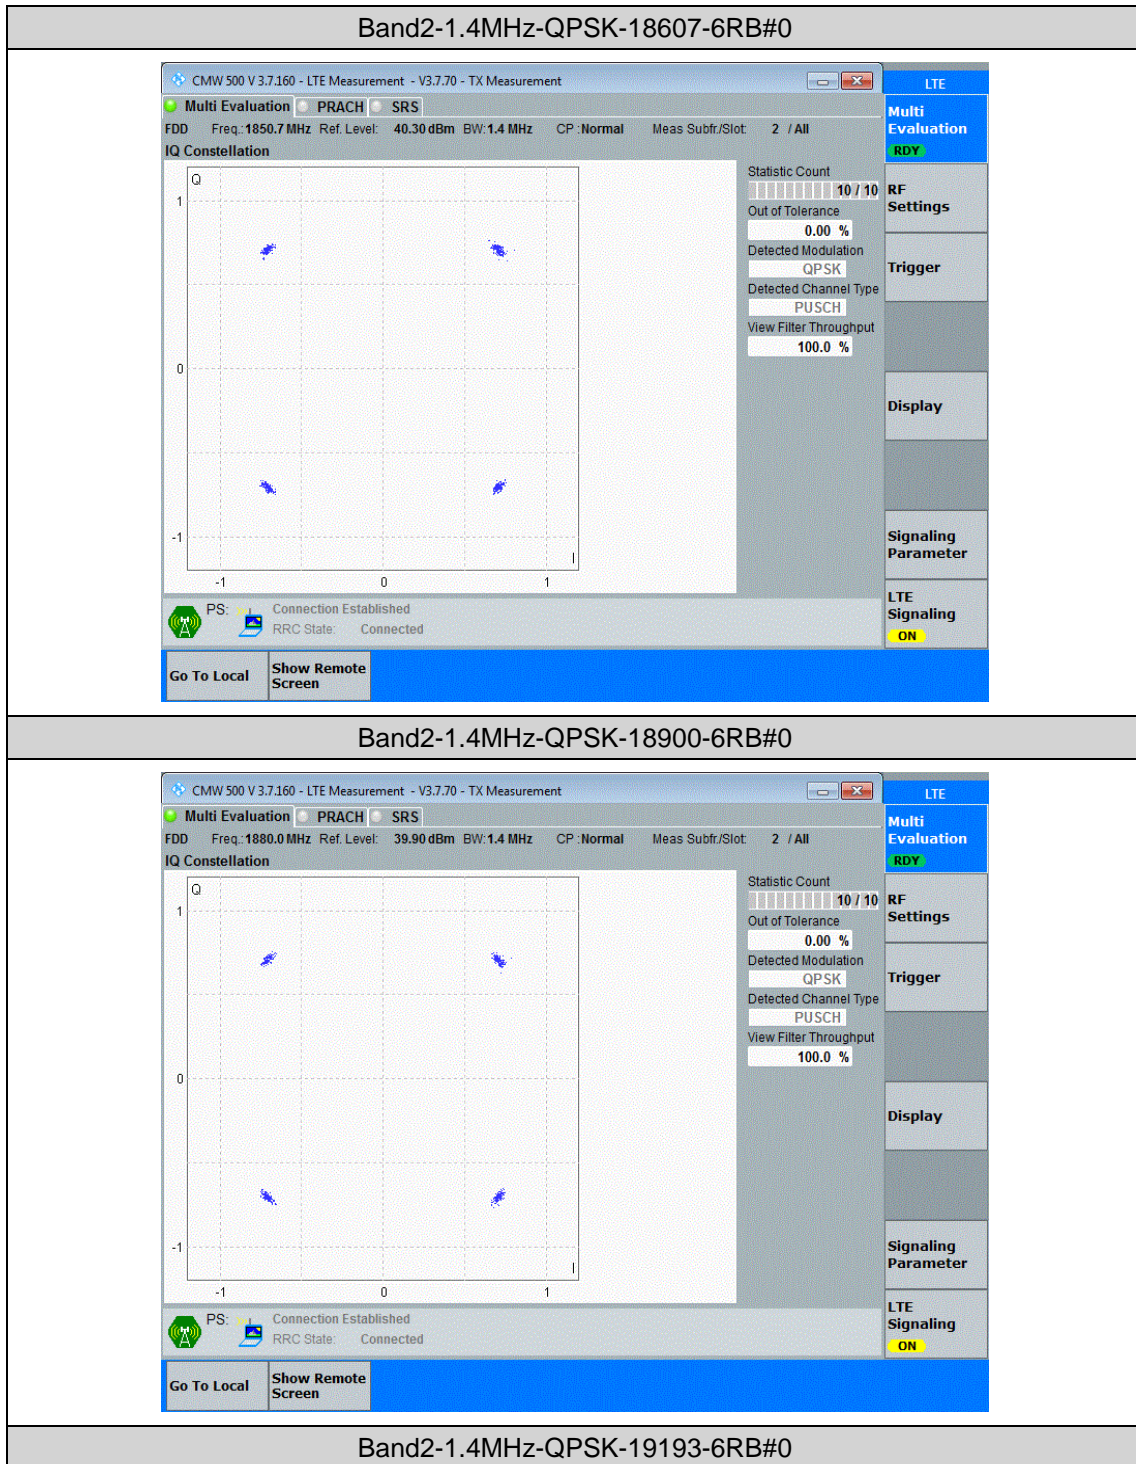 Band2-1.4MHz-QPSK-18607-6RB#0
CMW 500 V 3.7.160 - LTE Measurement - V3.7.70 - TX Measurement
LTE
Multi Evaluation PRACH SRS
Multi Evaluation
RDY
FDD Freq.: 1850.7 MHz Ref. Level: 40.30 dBm BW: 1.4 MHz CP : Normal Meas Subfr./Slot: 2 / All
IQ Constellation
Q
1
0
-1
-1 0 1
I
Statistic Count
10 / 10
Out of Tolerance
0.00 %
Detected Modulation
QPSK
Detected Channel Type
PUSCH
View Filter Throughput
100.0 %
RF Settings
Trigger
Display
Signaling Parameter
LTE Signaling
ON
PS: Connection Established
RRC State: Connected
Go To Local
Show Remote Screen
Band2-1.4MHz-QPSK-18900-6RB#0
CMW 500 V 3.7.160 - LTE Measurement - V3.7.70 - TX Measurement
LTE
Multi Evaluation PRACH SRS
Multi Evaluation
RDY
FDD Freq.: 1880.0 MHz Ref. Level: 39.90 dBm BW: 1.4 MHz CP : Normal Meas Subfr./Slot: 2 / All
IQ Constellation
Q
1
0
-1
-1 0 1
I
Statistic Count
10 / 10
Out of Tolerance
0.00 %
Detected Modulation
QPSK
Detected Channel Type
PUSCH
View Filter Throughput
100.0 %
RF Settings
Trigger
Display
Signaling Parameter
LTE Signaling
ON
PS: Connection Established
RRC State: Connected
Go To Local
Show Remote Screen
Band2-1.4MHz-QPSK-19193-6RB#0